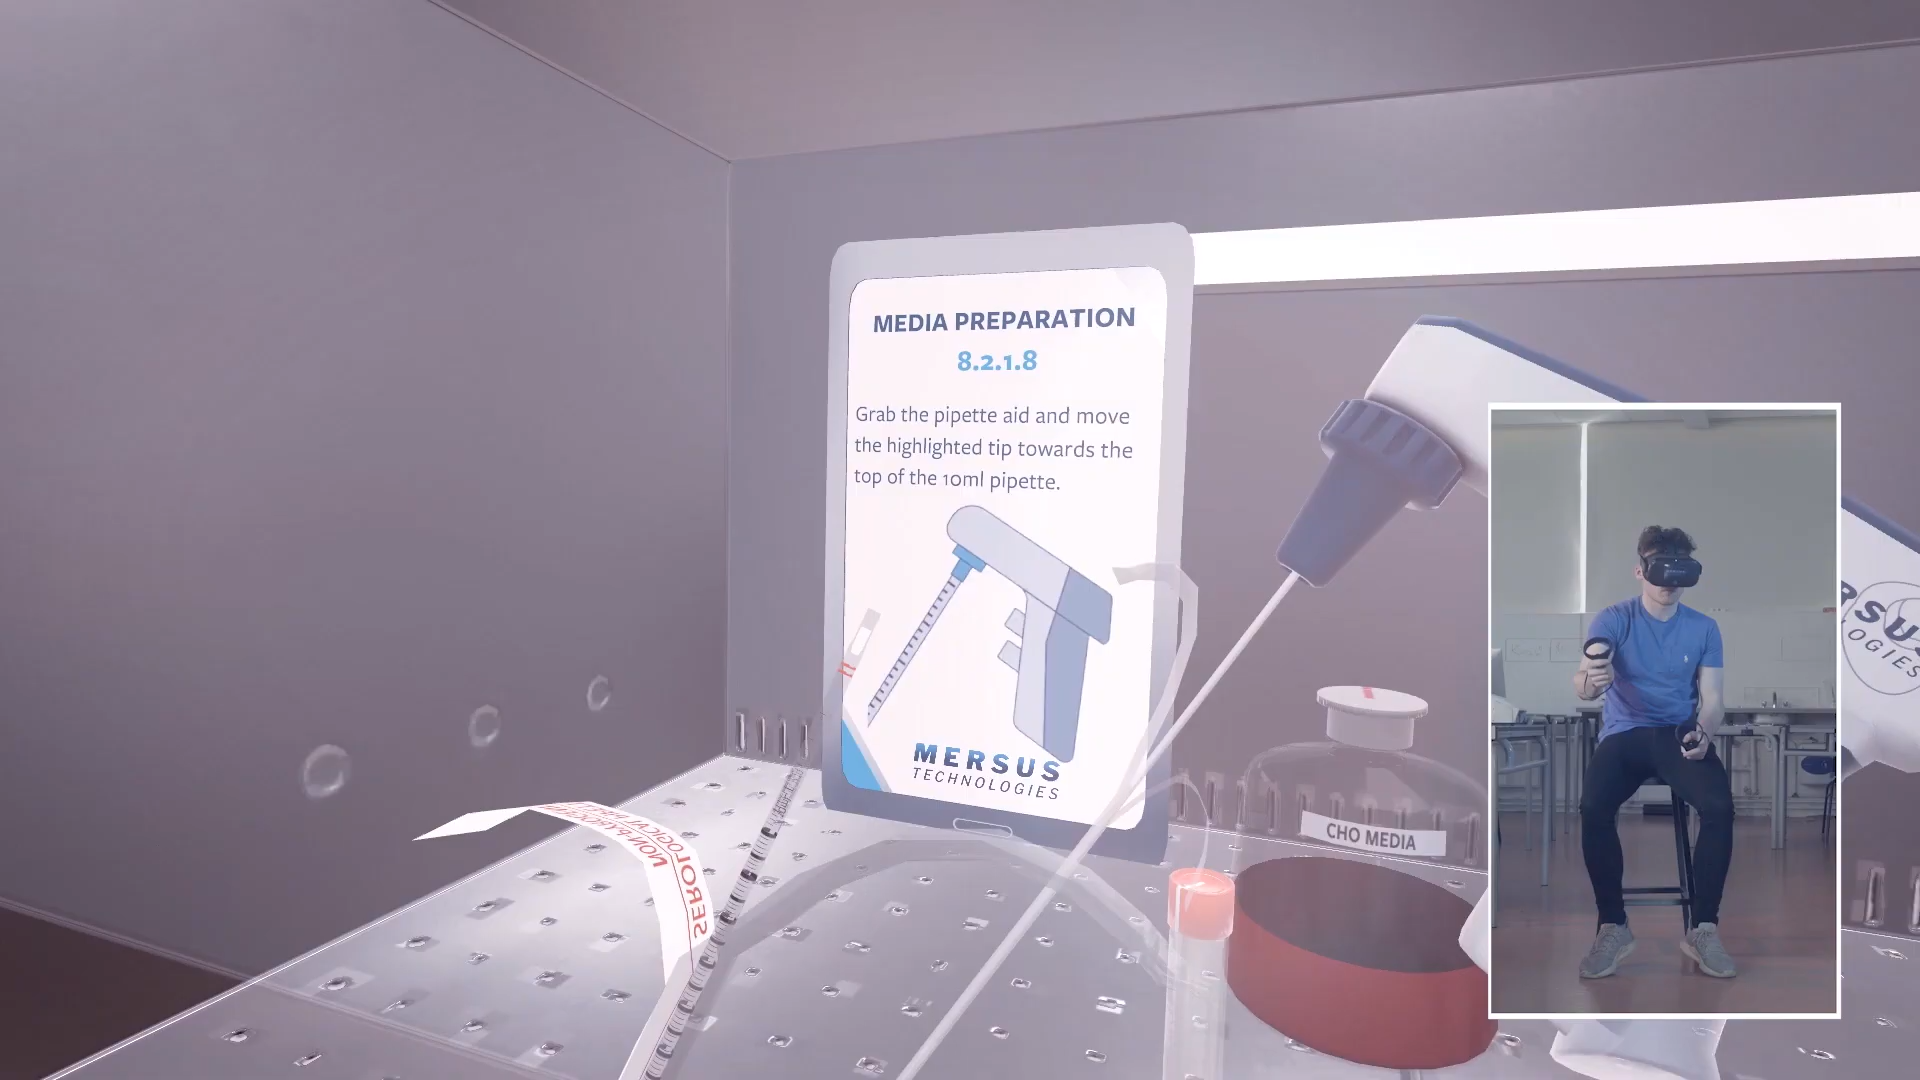 MEDIA PREPARATION
8.2.1.8
Grab the pipette aid and move
the highlighted tip towards the
top of the 10ml pipette.
MERSUS
TECHNOLOGIES
CHO MEDIA
SEROLOGICAL